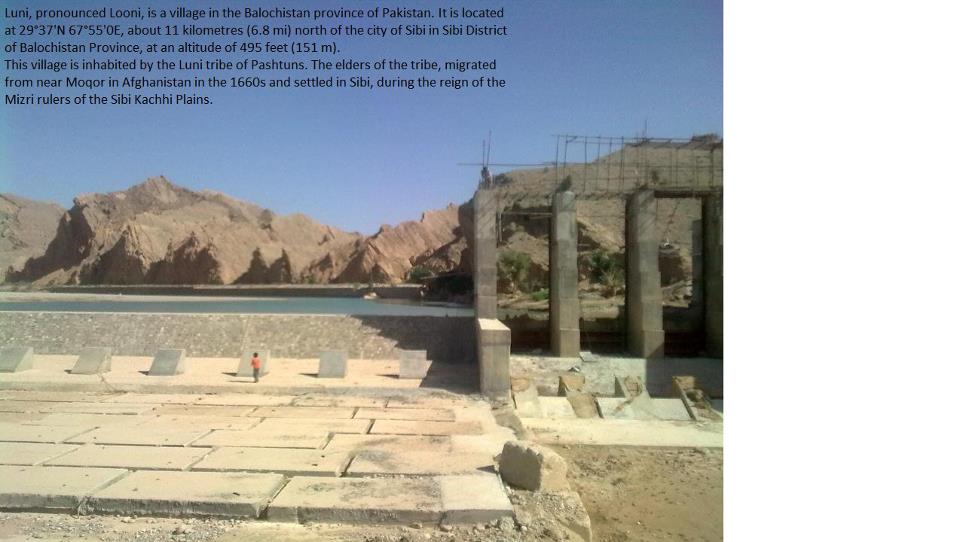 Luni, pronounced Looni, is a village in the Balochistan province of Pakistan. It is located
at 29°37'N 67°55'0E, about 11 kilometres (6.8 mi) north of the city of Sibi in Sibi District
of Balochistan Province, at an altitude of 495 feet (151 m).
This village is inhabited by the Luni tribe of Pashtuns. The elders of the tribe, migrated
from near Moqor in Afghanistan in the 1660s and settled in Sibi, during the reign of the
Mizri rulers of the Sibi Kachhi Plains.